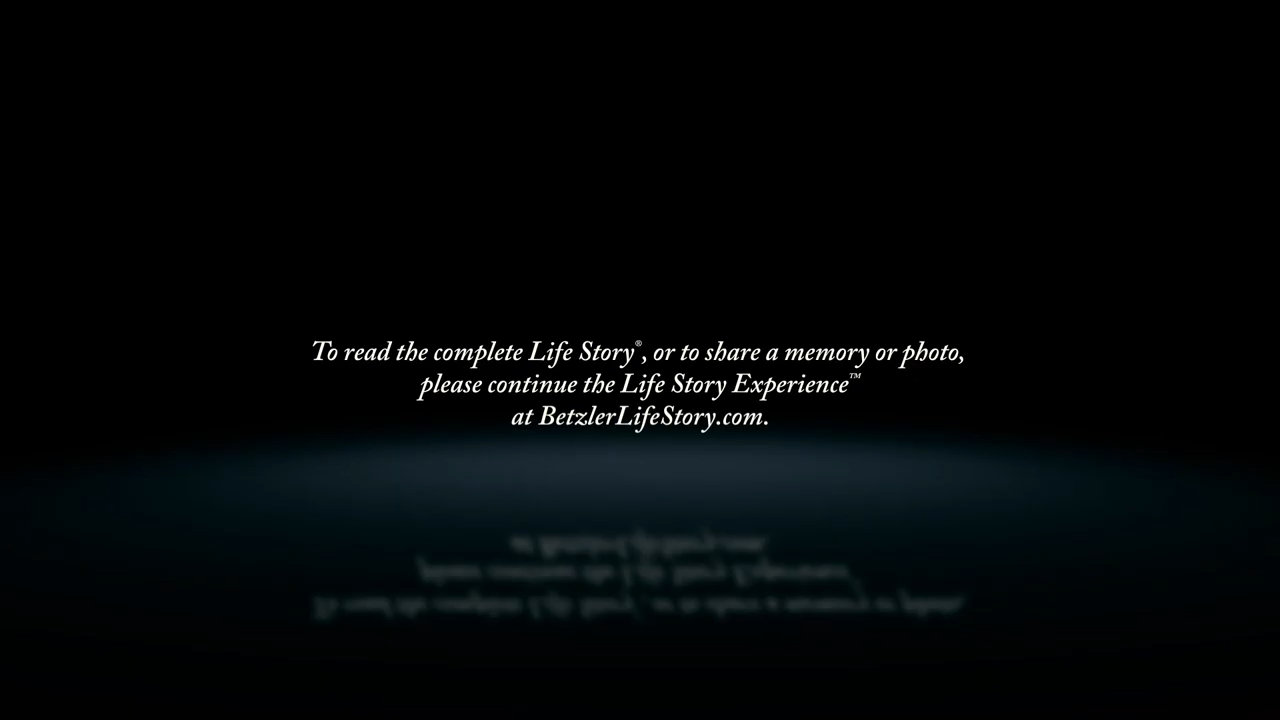 To read the complete Life Story®, or to share a memory or photo,
please continue the Life Story Experience™
at BetzlerLifeStory.com.